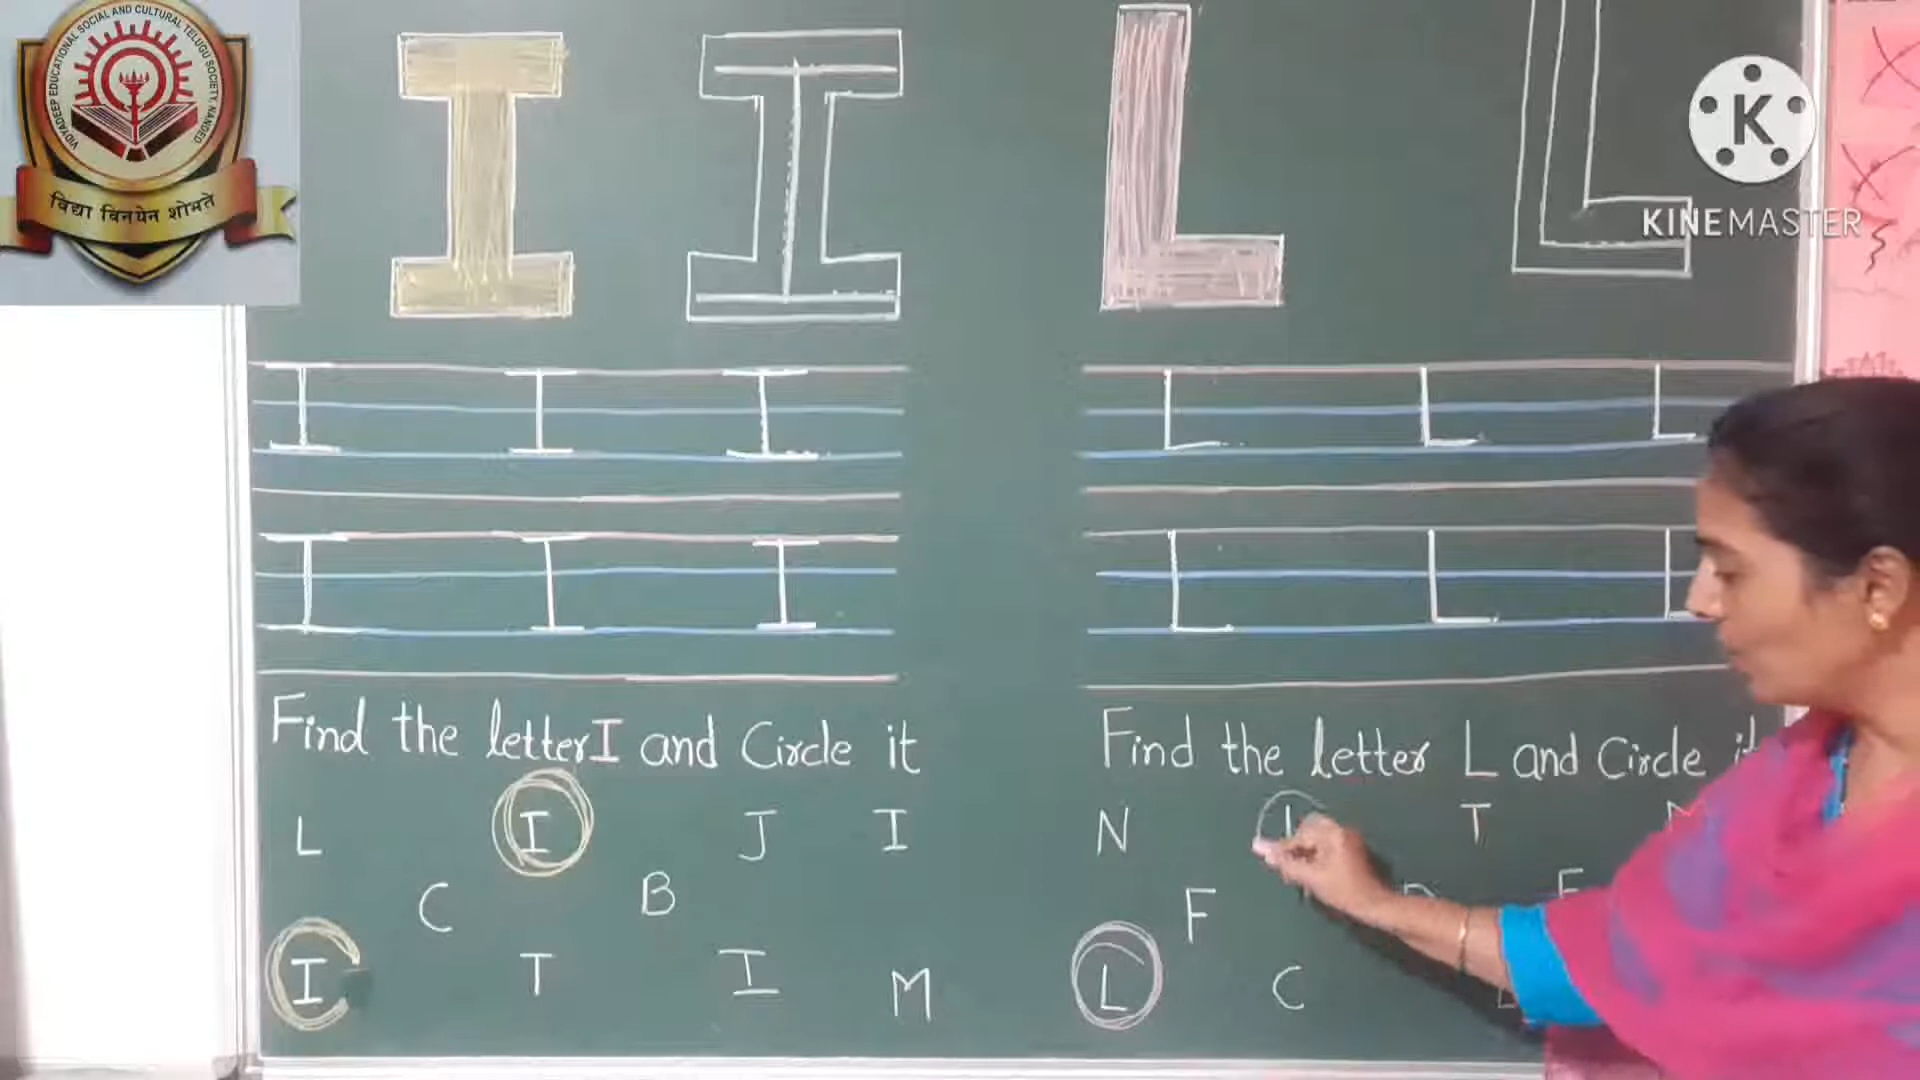 VIDYADEEP EDUCATIONAL SOCIAL AND CULTURAL TELUGU SOCIETY, NANDED.
विद्या विनयेन शोभते
I I L L
K
KINEMASTER
I I I L L L
I I I L L L
Find the letter I and Circle it
L I J I
C B
I T I M
Find the letter L and Circle it
N L T
F
L C